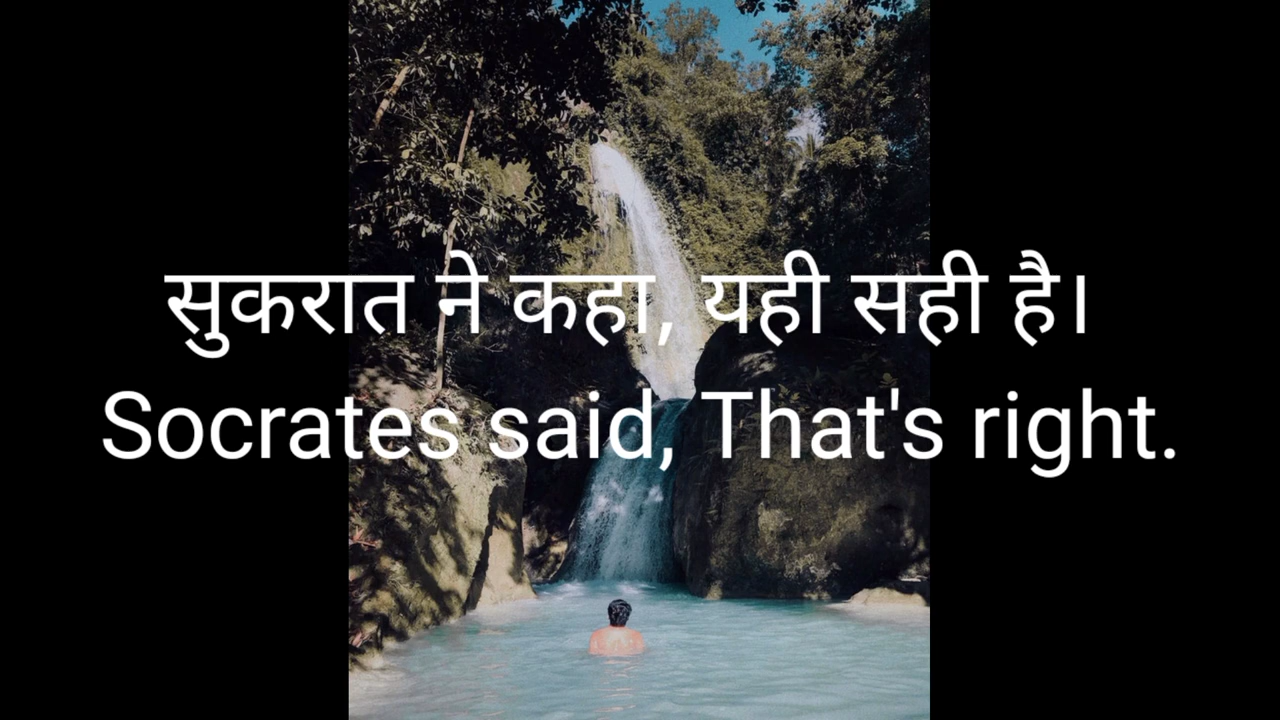 सुकरात ने कहा, यही सही है।
Socrates said, That's right.